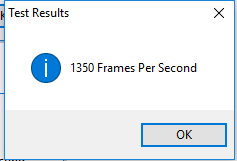 Test Results
1350 Frames Per Second
OK